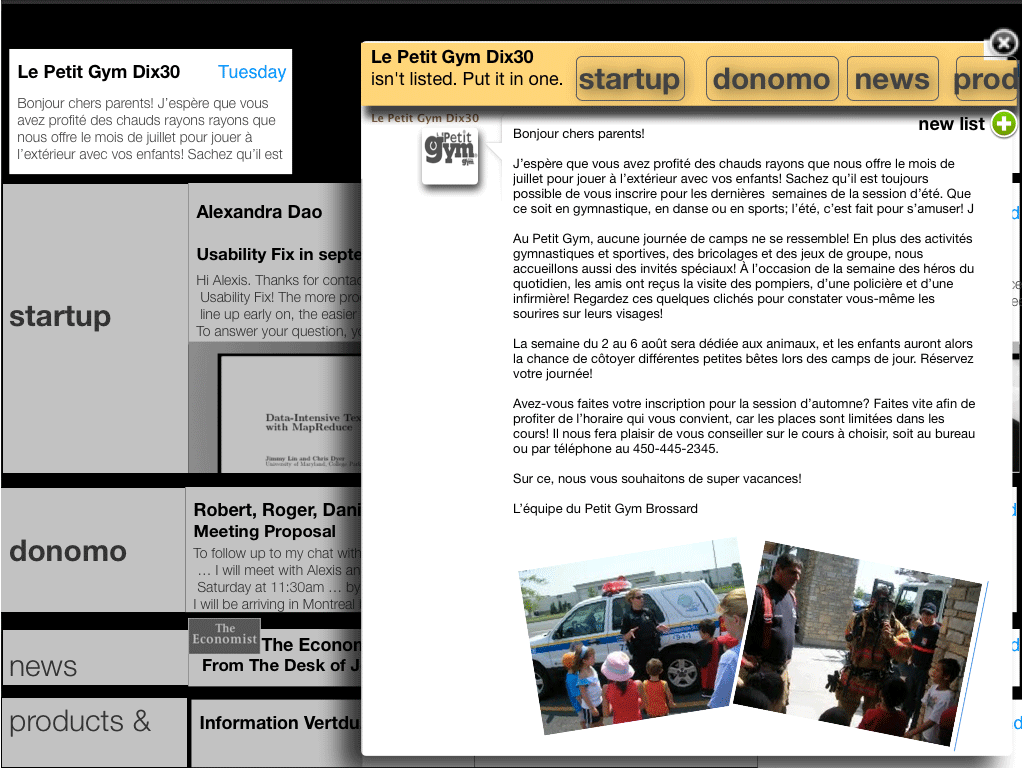 Le Petit Gym Dix30 Tuesday
Bonjour chers parents! J’espère que vous
avez profité des chauds rayons rayons que
nous offre le mois de juillet pour jouer à
l’extérieur avec vos enfants! Sachez qu’il est
startup
Alexandra Dao
Usability Fix in septe
Hi Alexis. Thanks for contac
Usability Fix! The more pro
line up early on, the easier
To answer your question, yo
Data-Intensive Tex
with MapReduce
Jimmy Lin and Chris Dyer
University of Maryland, College Park
donomo
Robert, Roger, Dani
Meeting Proposal
To follow up to my chat with
… I will meet with Alexis an
Saturday at 11:30am … by
I will be arriving in Montreal
news
The
Economist
The Econom
From The Desk of J
products &
Information Vertdu
Le Petit Gym Dix30
isn't listed. Put it in one.
startup
donomo
news
prod
new list
Le Petit Gym Dix30
le Petit
gym
Bonjour chers parents!
J’espère que vous avez profité des chauds rayons que nous offre le mois de
juillet pour jouer à l’extérieur avec vos enfants! Sachez qu’il est toujours
possible de vous inscrire pour les dernières semaines de la session d’été. Que
ce soit en gymnastique, en danse ou en sports; l’été, c’est fait pour s’amuser! J
Au Petit Gym, aucune journée de camps ne se ressemble! En plus des activités
gymnastiques et sportives, des bricolages et des jeux de groupe, nous
accueillons aussi des invités spéciaux! À l’occasion de la semaine des héros du
quotidien, les amis ont reçus la visite des pompiers, d’une policière et d’une
infirmière! Regardez ces quelques clichés pour constater vous-même les
sourires sur leurs visages!
La semaine du 2 au 6 août sera dédiée aux animaux, et les enfants auront alors
la chance de côtoyer différentes petites bêtes lors des camps de jour. Réservez
votre journée!
Avez-vous faites votre inscription pour la session d’automne? Faites vite afin de
profiter de l’horaire qui vous convient, car les places sont limitées dans les
cours! Il nous fera plaisir de vous conseiller sur le cours à choisir, soit au bureau
ou par téléphone au 450-445-2345.
Sur ce, nous vous souhaitons de super vacances!
L’équipe du Petit Gym Brossard
9-1-1